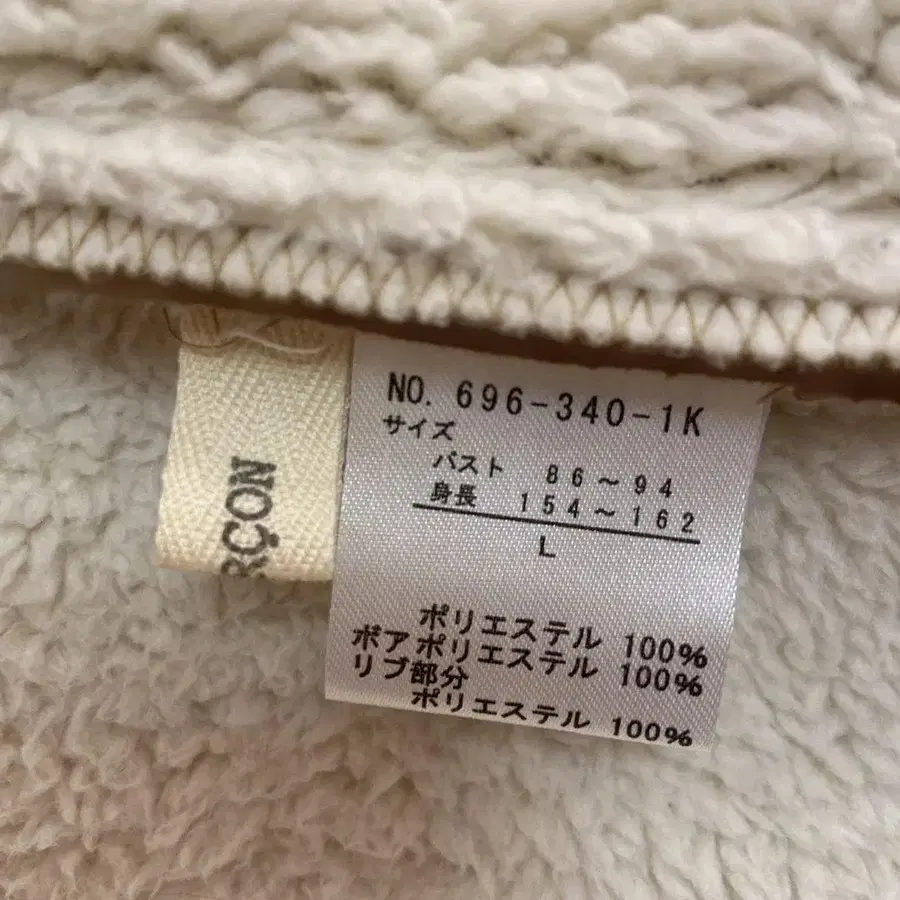 NO. 696-340-1K
サイズ
バスト 86~94
身長 154~162
L
ポリエステル 100%
ボア ポリエステル 100%
リブ部分
ポリエステル 100%
RÇON